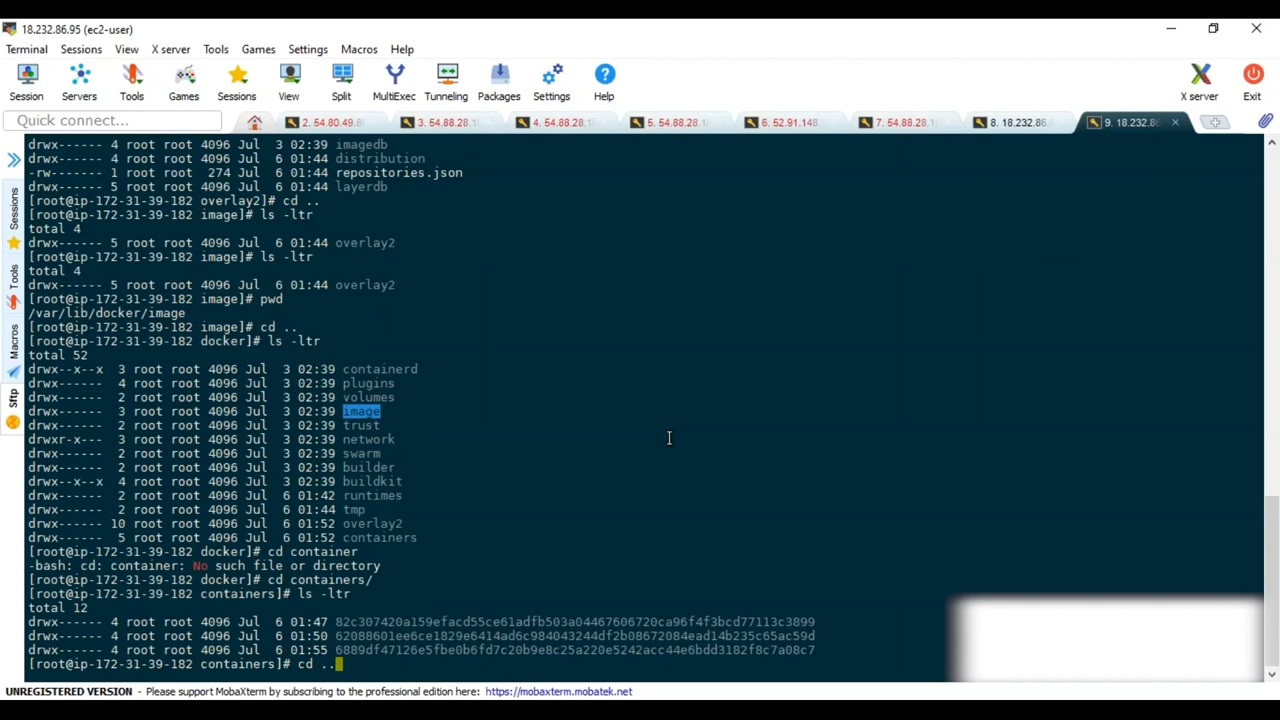 18.232.86.95 (ec2-user)
Terminal Sessions View X server Tools Games Settings Macros Help
Session Servers Tools Games Sessions View Split MultiExec Tunneling Packages Settings Help X server Exit
Quick connect... 2. 54.80.49.8 3. 54.88.28.1 4. 54.88.28.1 5. 54.88.28.1 6. 52.91.148. 7. 54.88.28.1 8. 18.232.86. 9. 18.232.8
Sessions
Tools
Macros
Sftp
drwx------ 4 root root 4096 Jul 3 02:39 imagedb
drwx------ 4 root root 4096 Jul 6 01:44 distribution
-rw------- 1 root root 274 Jul 6 01:44 repositories.json
drwx------ 5 root root 4096 Jul 6 01:44 layerdb
[root@ip-172-31-39-182 overlay2]# cd ..
[root@ip-172-31-39-182 image]# ls -ltr
total 4
drwx------ 5 root root 4096 Jul 6 01:44 overlay2
[root@ip-172-31-39-182 image]# ls -ltr
total 4
drwx------ 5 root root 4096 Jul 6 01:44 overlay2
[root@ip-172-31-39-182 image]# pwd
/var/lib/docker/image
[root@ip-172-31-39-182 image]# cd ..
[root@ip-172-31-39-182 docker]# ls -ltr
total 52
drwx--x--x 3 root root 4096 Jul 3 02:39 containerd
drwx------ 4 root root 4096 Jul 3 02:39 plugins
drwx------ 2 root root 4096 Jul 3 02:39 volumes
drwx------ 3 root root 4096 Jul 3 02:39 image
drwx------ 2 root root 4096 Jul 3 02:39 trust
drwxr-x--- 3 root root 4096 Jul 3 02:39 network
drwx------ 2 root root 4096 Jul 3 02:39 swarm
drwx------ 2 root root 4096 Jul 3 02:39 builder
drwx--x--x 4 root root 4096 Jul 3 02:39 buildkit
drwx------ 2 root root 4096 Jul 6 01:42 runtimes
drwx------ 2 root root 4096 Jul 6 01:44 tmp
drwx------ 10 root root 4096 Jul 6 01:52 overlay2
drwx------ 5 root root 4096 Jul 6 01:52 containers
[root@ip-172-31-39-182 docker]# cd container
-bash: cd: container: No such file or directory
[root@ip-172-31-39-182 docker]# cd containers/
[root@ip-172-31-39-182 containers]# ls -ltr
total 12
drwx------ 4 root root 4096 Jul 6 01:47 82c307420a159efacd55ce61adfb503a04467606720ca96f4f3bcd77113c3899
drwx------ 4 root root 4096 Jul 6 01:50 62088601ee6ce1829e6414ad6c984043244df2b08672084ead14b235c65ac59d
drwx------ 4 root root 4096 Jul 6 01:55 6889df47126e5fbe0b6fd7c20b9e8c25a220e5242acc44e6bdd3182f8c7a08c7
[root@ip-172-31-39-182 containers]# cd ..
UNREGISTERED VERSION - Please support MobaXterm by subscribing to the professional edition here: https://mobaxterm.mobatek.net